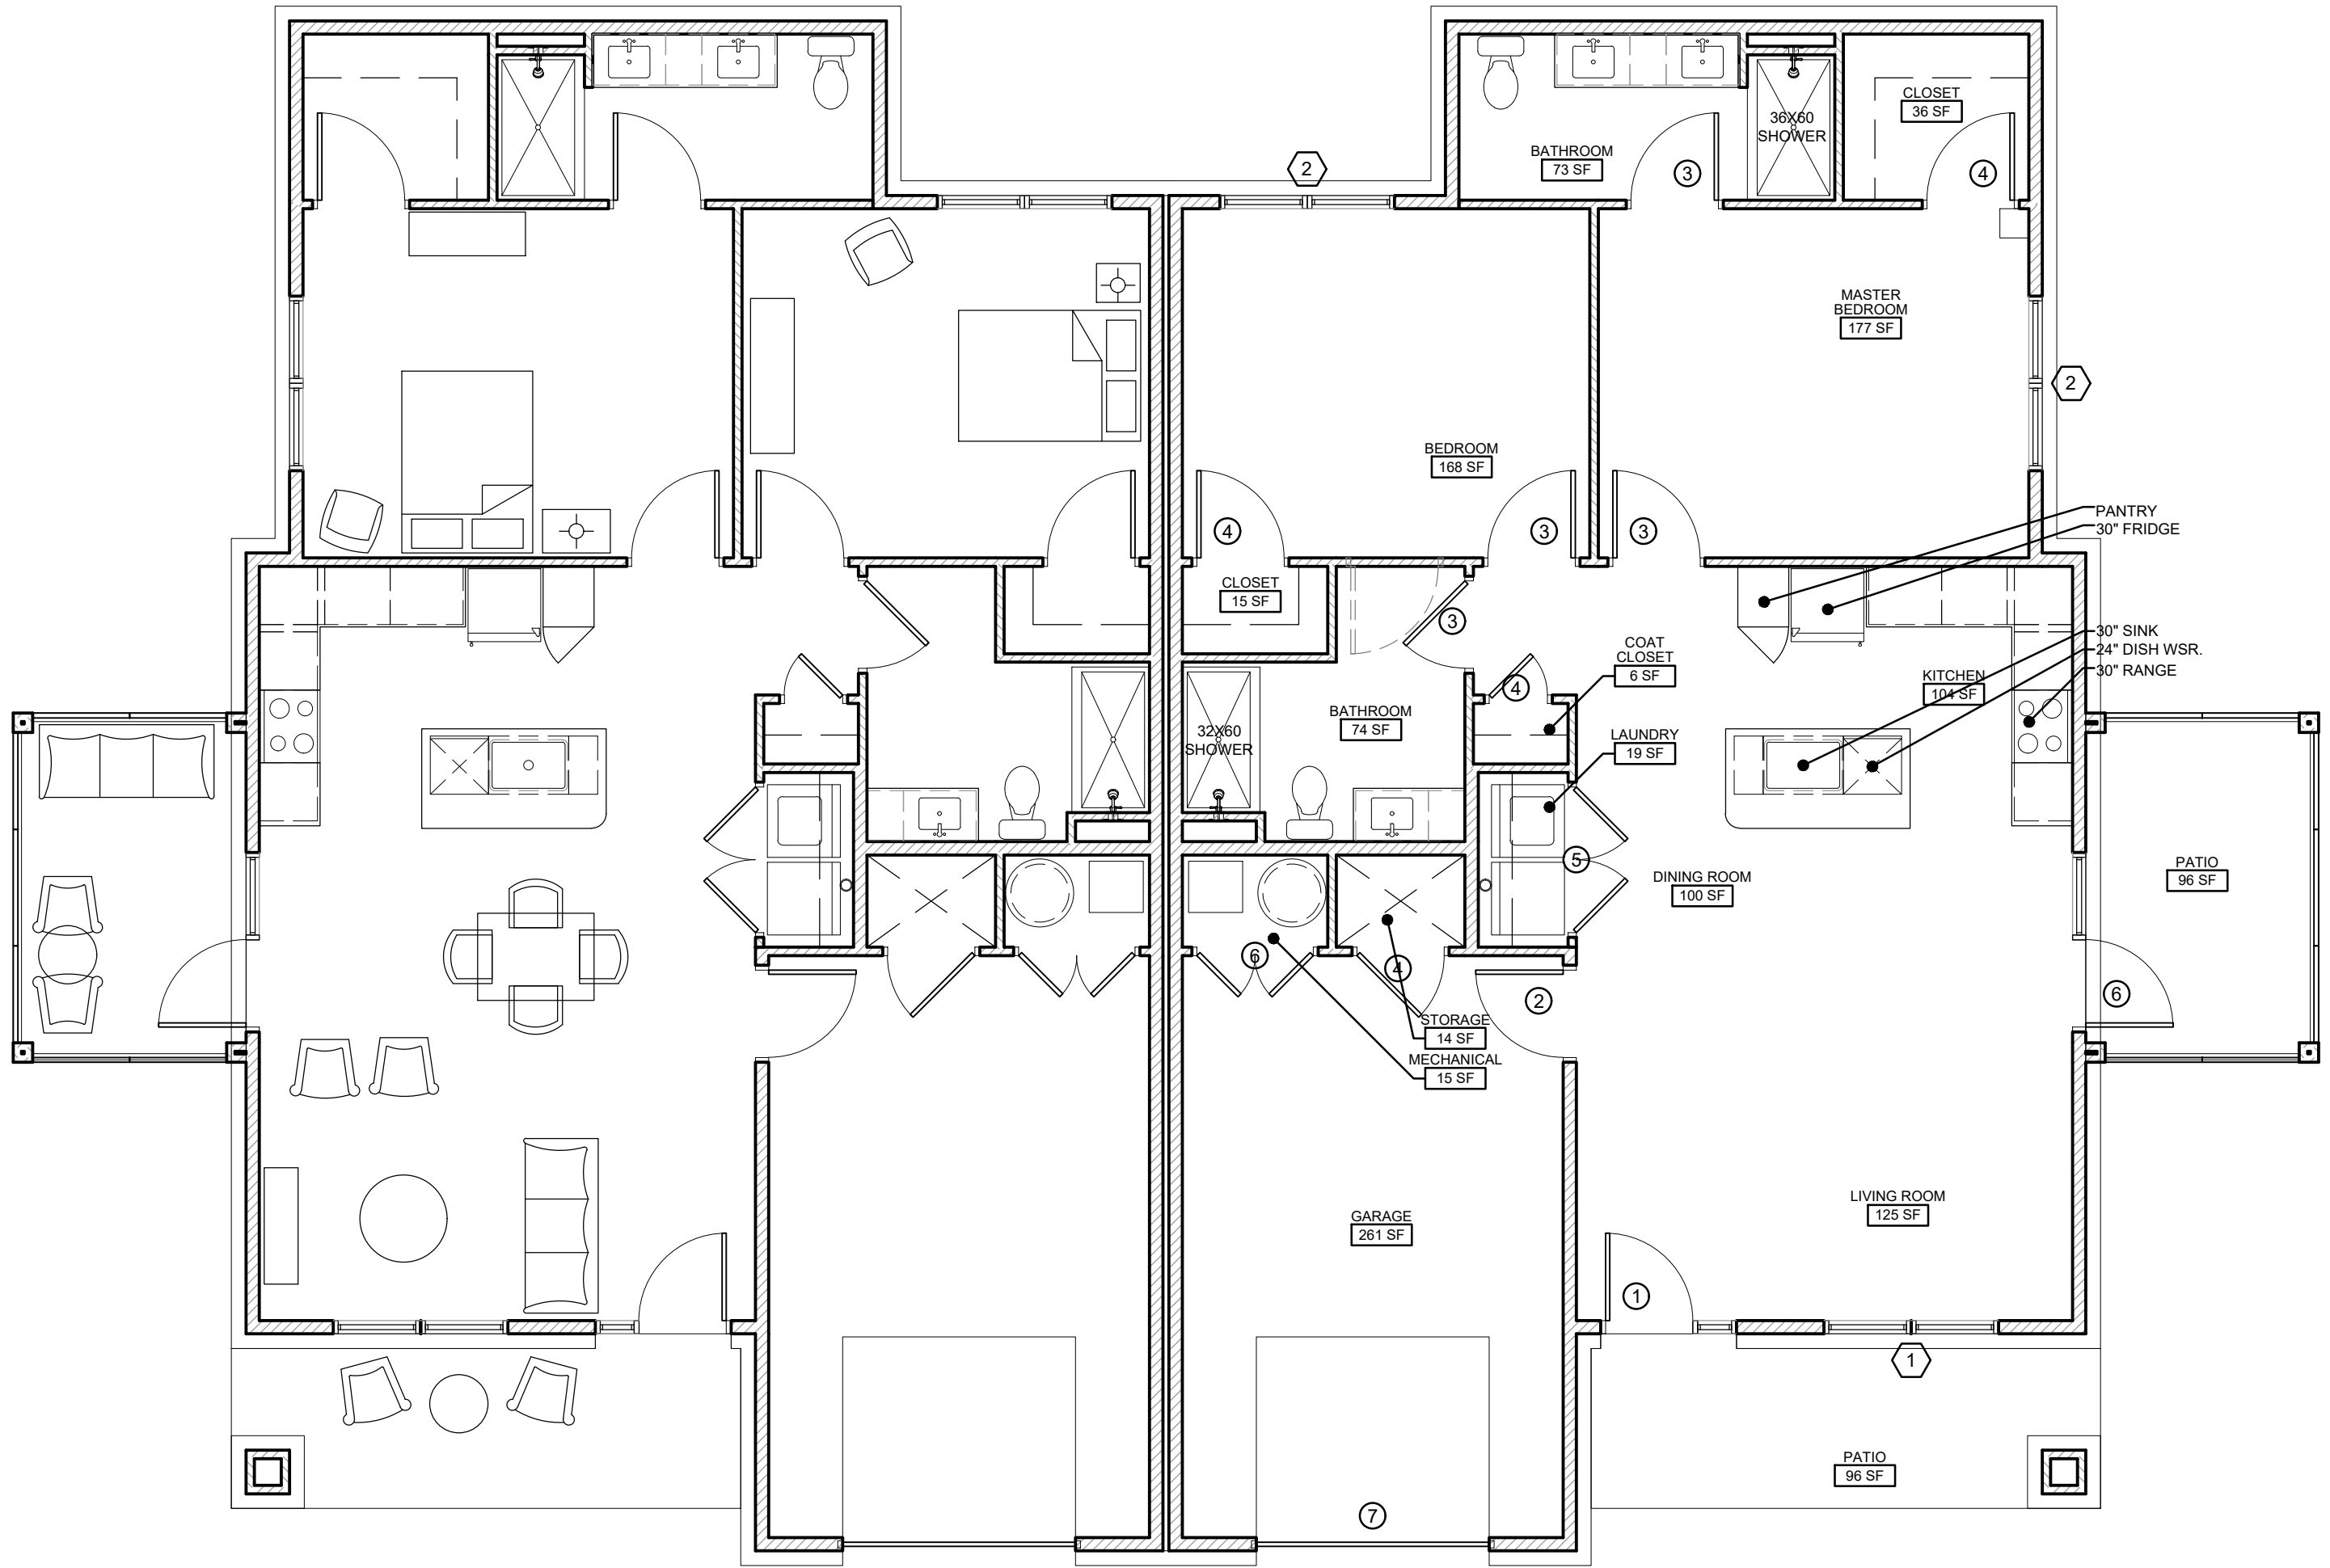 CLOSET
36 SF
36X60
SHOWER
BATHROOM
73 SF
2
3
4
MASTER
BEDROOM
177 SF
2
BEDROOM
168 SF
4
3
3
PANTRY
30" FRIDGE
CLOSET
15 SF
3
COAT
CLOSET
6 SF
30" SINK
24" DISH WSR.
30" RANGE
KITCHEN
104 SF
4
BATHROOM
74 SF
32X60
SHOWER
LAUNDRY
19 SF
5
DINING ROOM
100 SF
PATIO
96 SF
6
4
2
6
STORAGE
14 SF
MECHANICAL
15 SF
LIVING ROOM
125 SF
GARAGE
261 SF
1
1
PATIO
96 SF
7